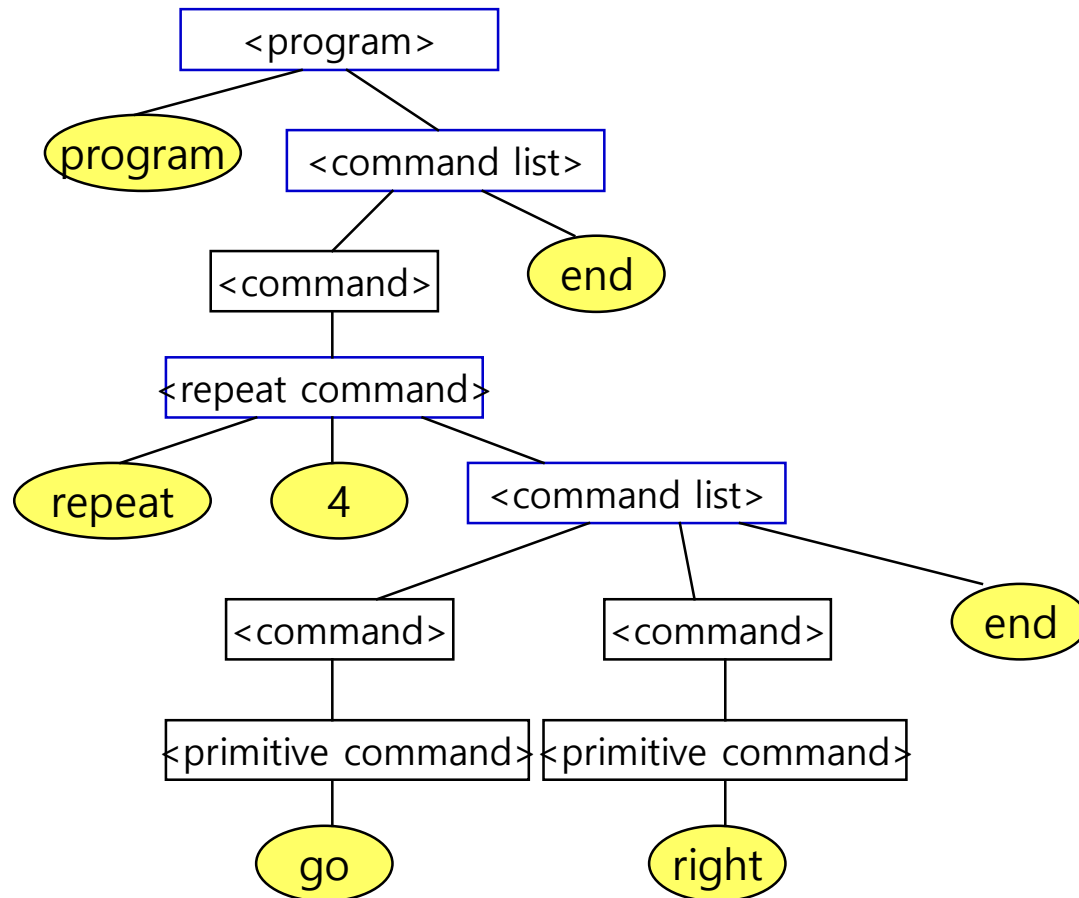 <program>
program
<command list>
<command>
end
<repeat command>
repeat
4
<command list>
<command>
<command>
end
<primitive command>
<primitive command>
go
right